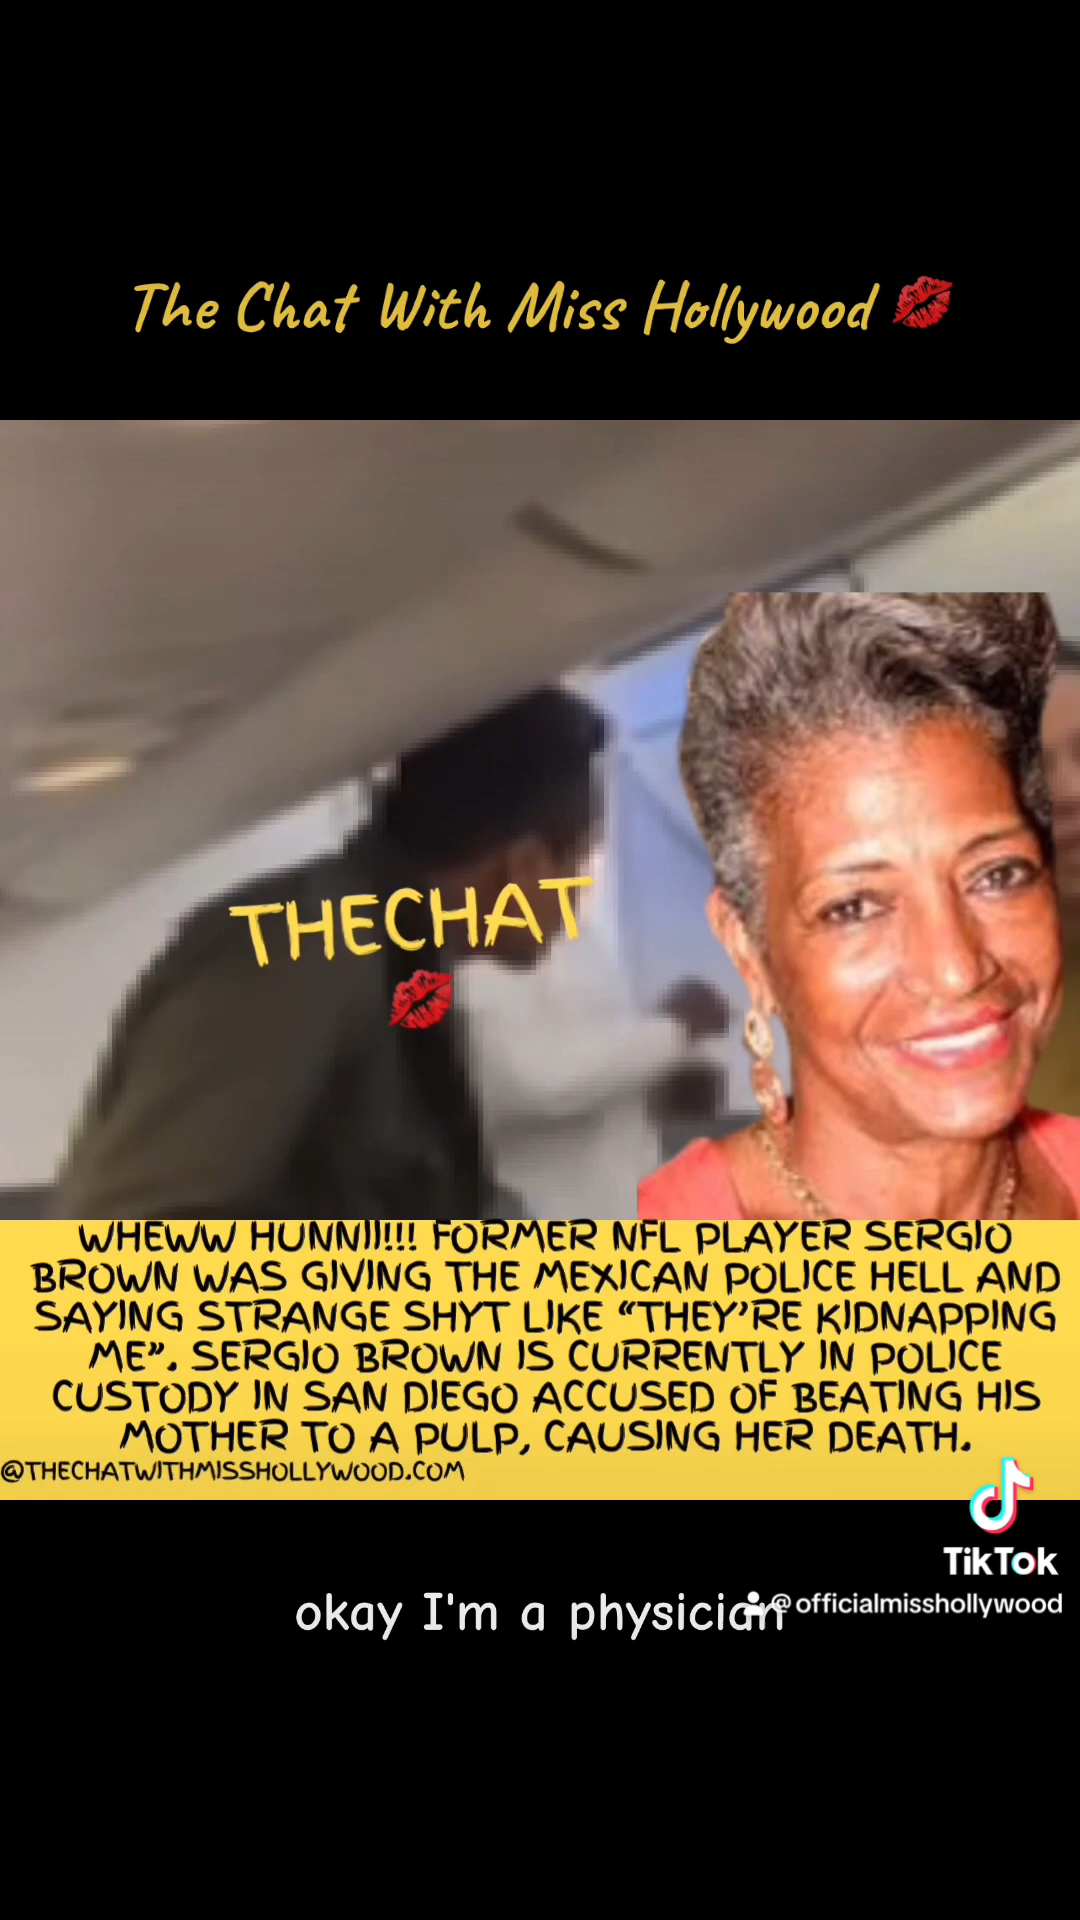 The Chat With Miss Hollywood 💋
THECHAT
💋
WHEWW HUNNII!!! FORMER NFL PLAYER SERGIO
BROWN WAS GIVING THE MEXICAN POLICE HELL AND
SAYING STRANGE SHYT LIKE “THEY’RE KIDNAPPING
ME”. SERGIO BROWN IS CURRENTLY IN POLICE
CUSTODY IN SAN DIEGO ACCUSED OF BEATING HIS
MOTHER TO A PULP, CAUSING HER DEATH.
@THECHATWITHMISSHOLLYWOOD.COM
TikTok
@officialmisshollywood
okay I'm a physician